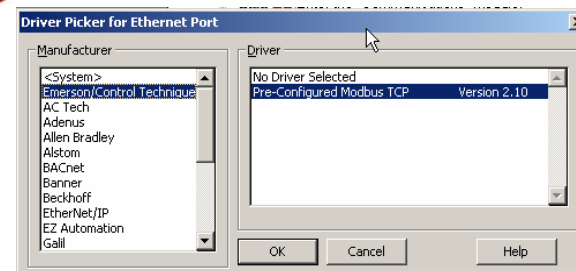 Driver Picker for Ethernet Port
Manufacturer
<System>
Emerson/Control Technique
AC Tech
Adenus
Allen Bradley
Alstom
BACnet
Banner
Beckhoff
EtherNet/IP
EZ Automation
Galil
Driver
No Driver Selected
Pre-Configured Modbus TCP Version 2.10
OK Cancel Help